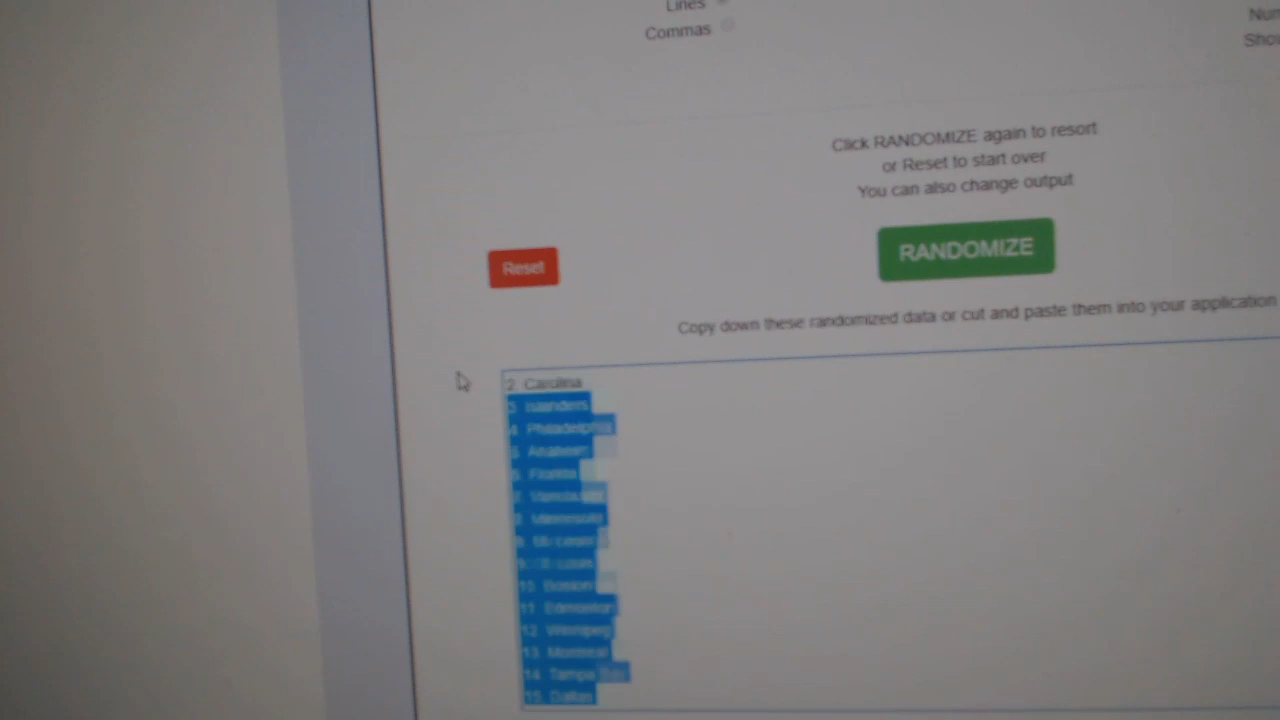 Lines
Commas
Click RANDOMIZE again to resort
or Reset to start over
You can also change output
RANDOMIZE
Reset
Copy down these randomized data or cut and paste them into your application
2. Carolina
4. Philadelphia
5. Anaheim
6. Florida
7. Vancouver
8. Minnesota
10. Boston
11. Edmonton
12. Winnipeg
13. Montreal
14. Tampa Bay
15. Dallas